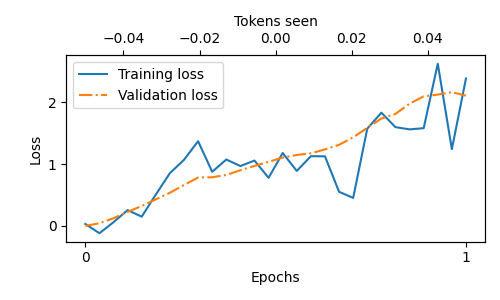 Tokens seen
−0.04 −0.02 0.00 0.02 0.04
Training loss
Validation loss
2
1
0
Loss
0 1
Epochs